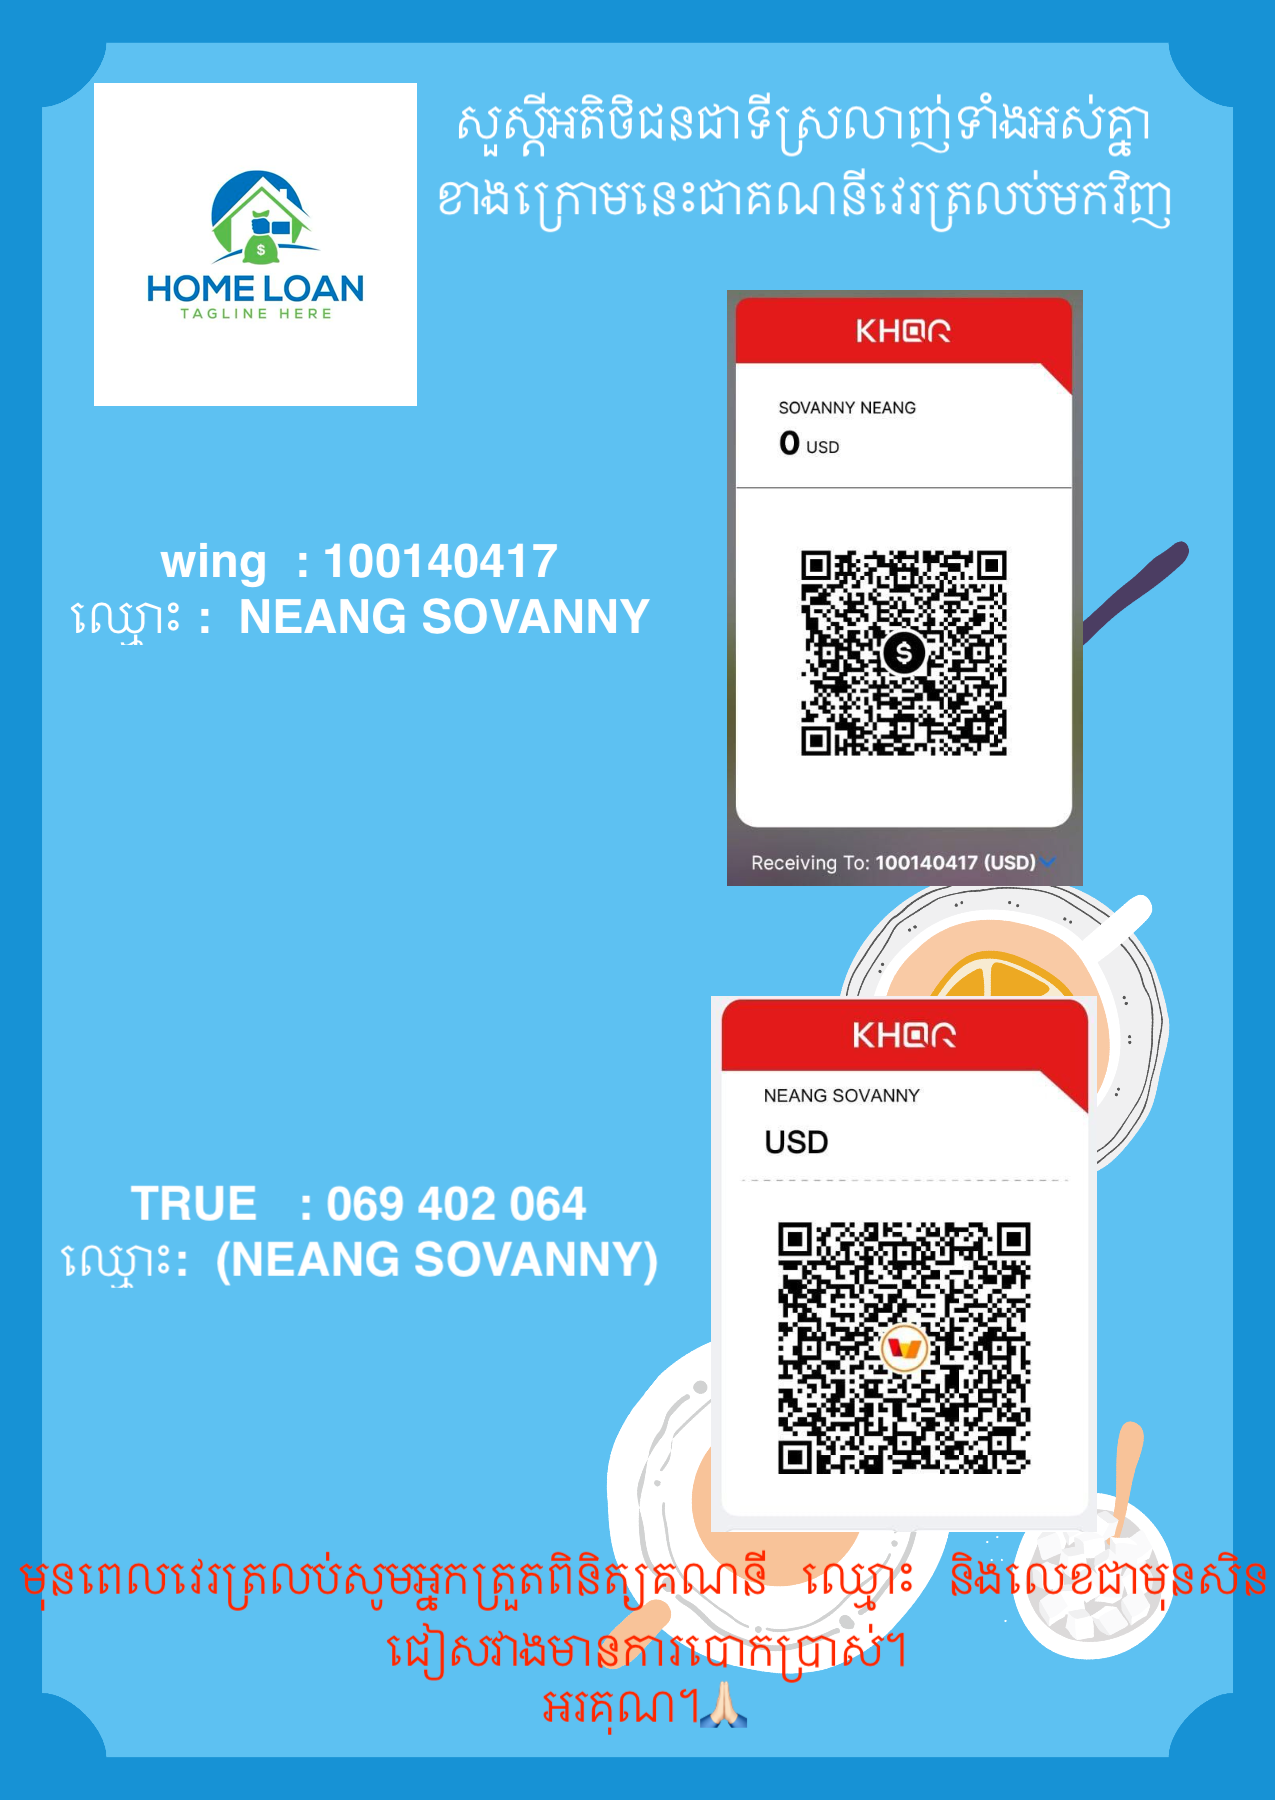 សួស្តីអតិថិជនជាទីស្រលាញ់ទាំងអស់គ្នា
ខាងក្រោមនេះជាគណនីវេរត្រលប់មកវិញ
HOME LOAN
TAGLINE HERE
KHQR
SOVANNY NEANG
0 USD
wing : 100140417
ឈ្មោះ : NEANG SOVANNY
Receiving To: 100140417 (USD)
KHQR
NEANG SOVANNY
USD
TRUE : 069 402 064
ឈ្មោះ: (NEANG SOVANNY)
មុនពេលវេរត្រលប់សូមអ្នកត្រួតពិនិត្យគណនី ឈ្មោះ និងលេខជាមុនសិន
ជៀសវាងមានការបោកប្រាស់។
អរគុណ។🙏🏻